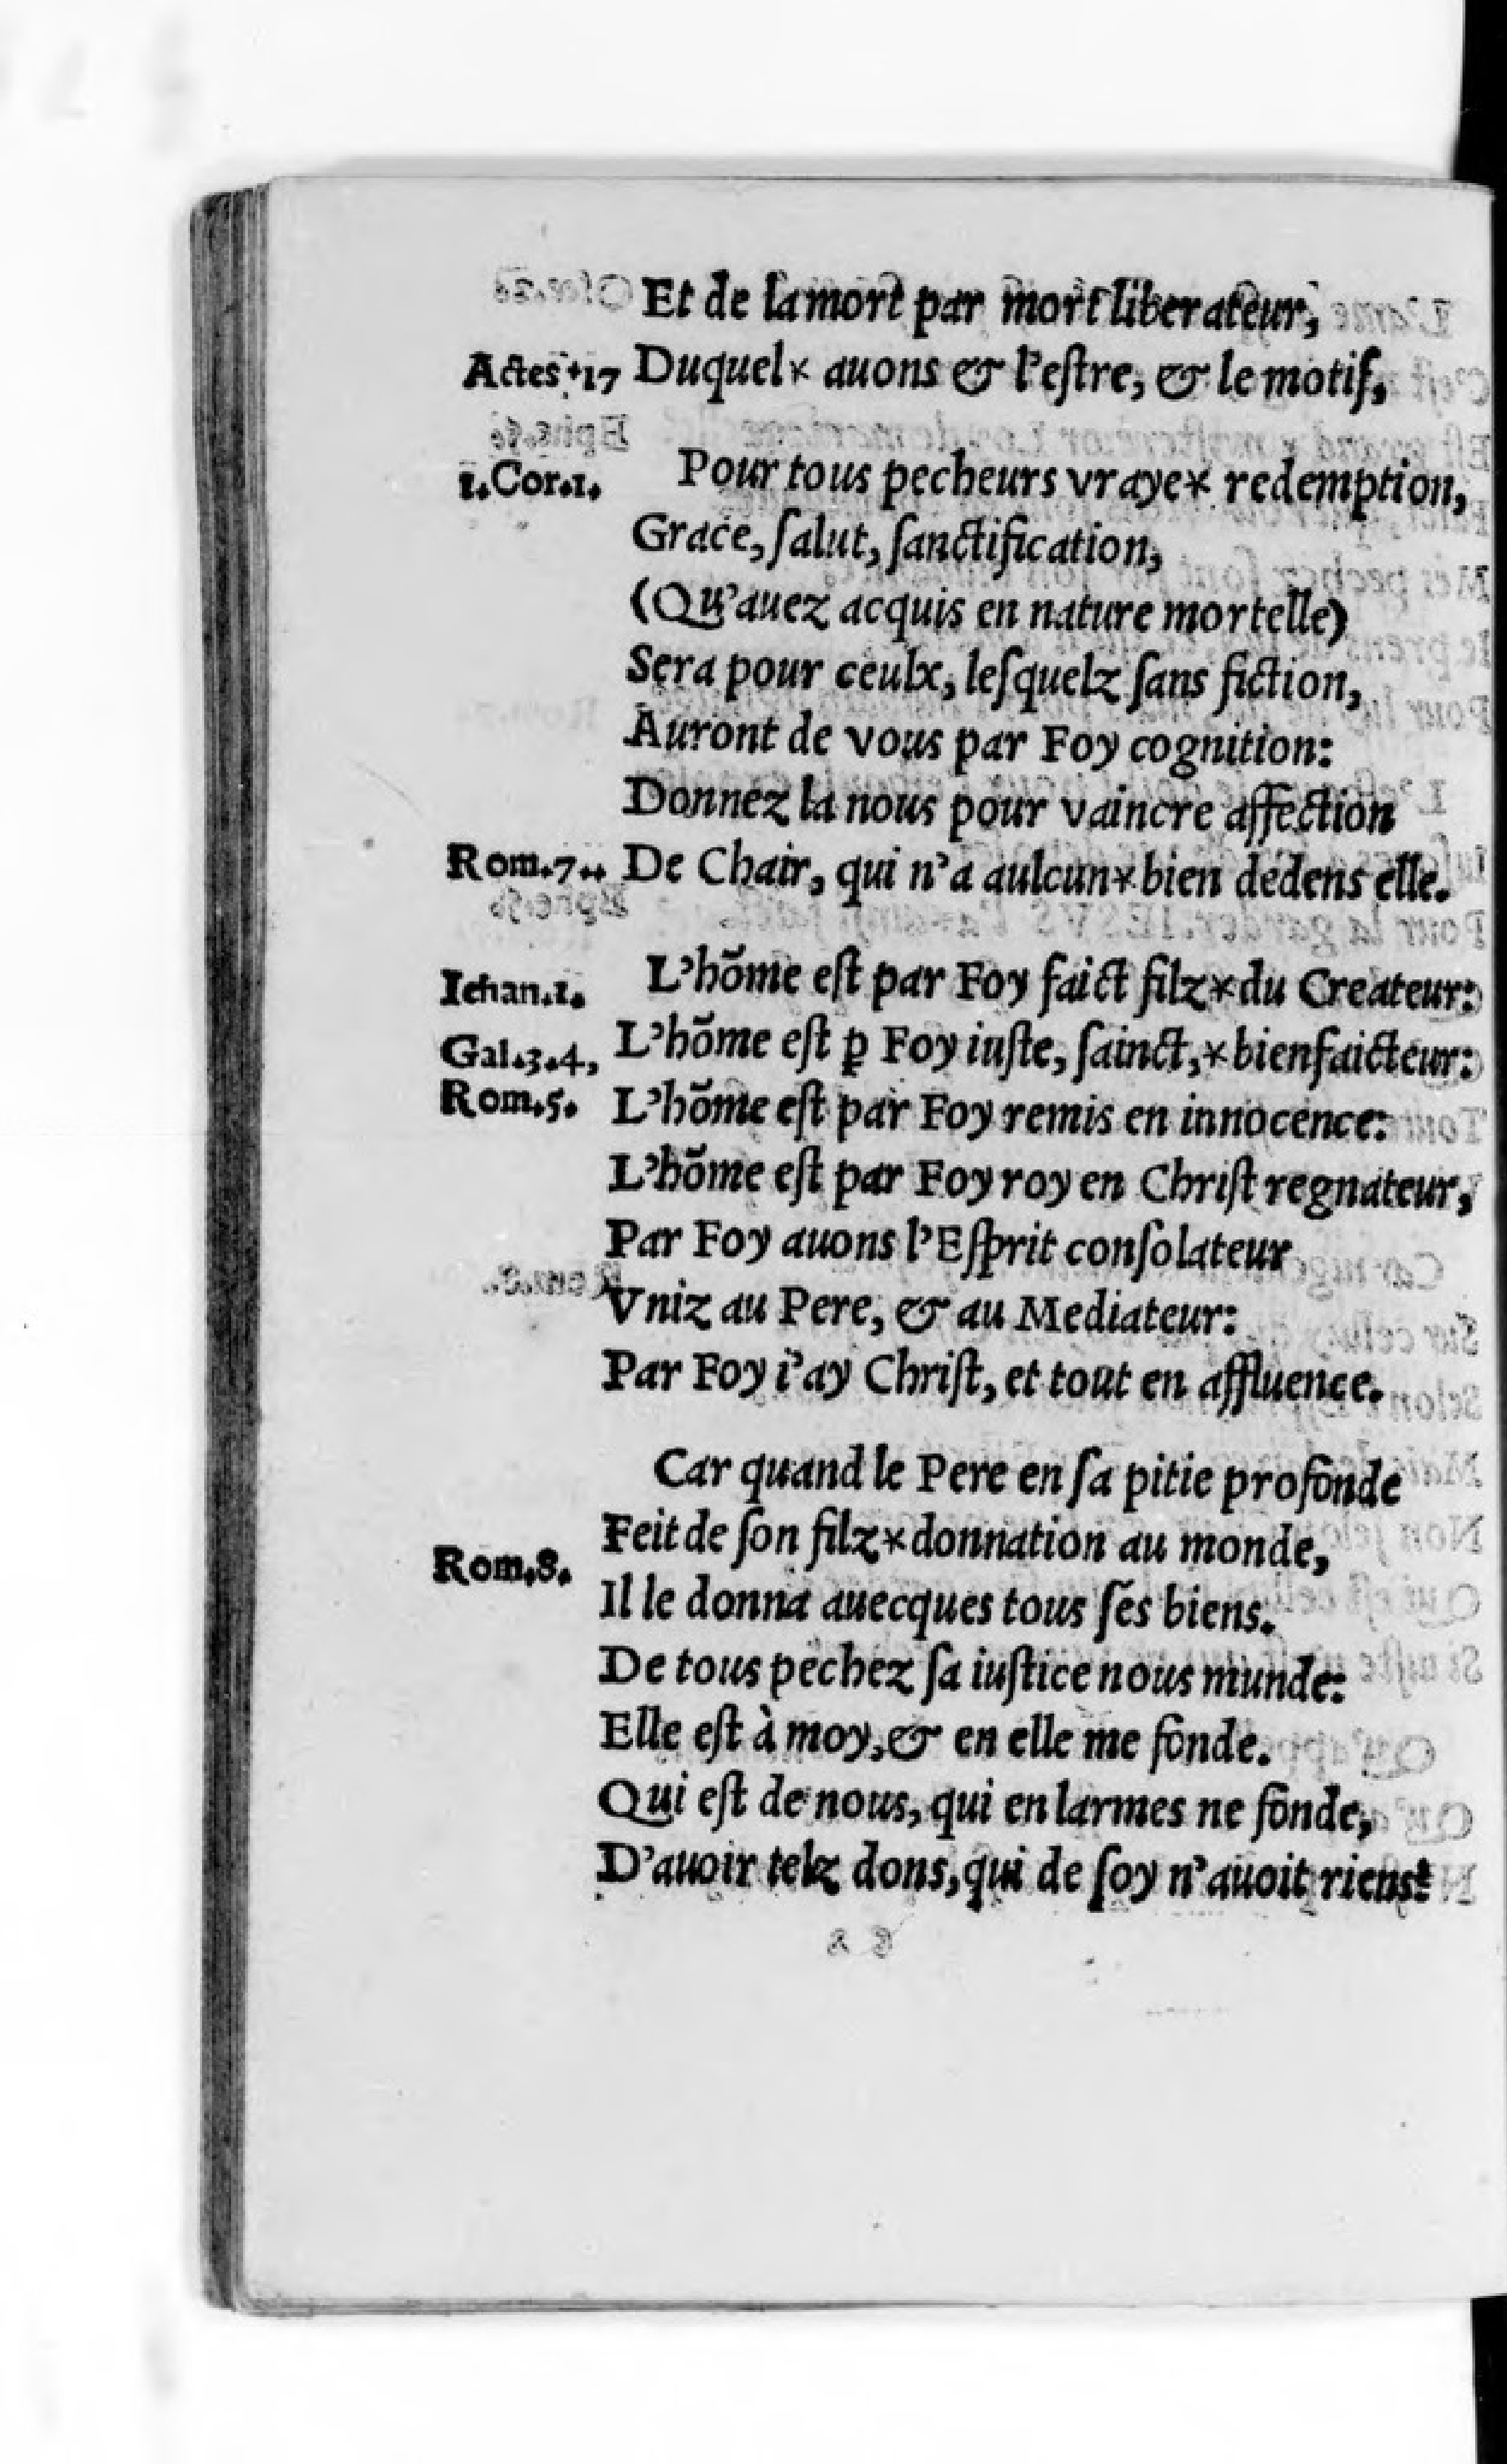 Et de la mort par mort liberateur,
Actes.17 Duquel* auons & l'eſtre, & le motif,
1.Cor.1. Pour tous pecheurs vraye* redemption,
Grace, ſalut, ſanctification,
(Qu'auez acquis en nature mortelle)
Sera pour ceulx, leſquelz ſans fiction,
Auront de vous par Foy cognition:
Donnez la nous pour vaincre affection
Rom.7.. De Chair, qui n'a aulcun* bien dedens elle.
Iehan.1. L'hõme eſt par Foy faict filz* du Createur:
Gal.3.4, L'hõme eſt ꝑ Foy iuſte, ſainct,* bienfaicteur:
Rom.5. L'hõme eſt par Foy remis en innocence:
L'hõme eſt par Foy roy en Chriſt regnateur,
Par Foy auons l'Eſprit conſolateur
Vniz au Pere, & au Mediateur:
Par Foy i'ay Chriſt, et tout en affluence.
Car quand le Pere en ſa pitie profonde
Feit de ſon filz* donnation au monde,
Rom.8.
Il le donna auecques tous ſes biens.
De tous pechez ſa iuſtice nous munde:
Elle eſt à moy, & en elle me fonde.
Qui eſt de nous, qui en larmes ne fonde,
D'auoir telz dons, qui de ſoy n'auoit riens?